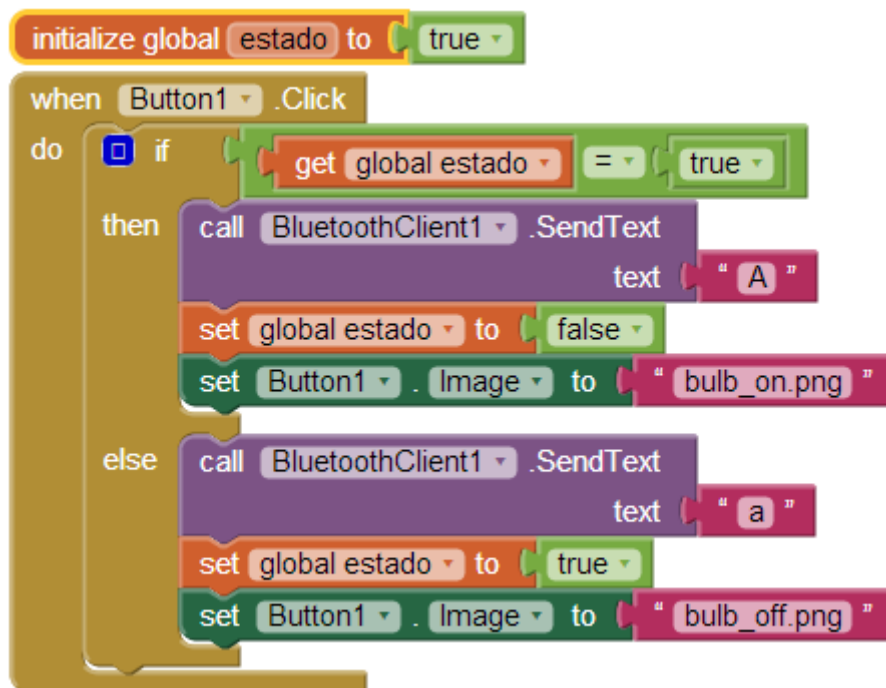 initialize global estado to true
when Button1 .Click
do if get global estado = true
then call BluetoothClient1 .SendText
text " A "
set global estado to false
set Button1 . Image to " bulb_on.png "
else call BluetoothClient1 .SendText
text " a "
set global estado to true
set Button1 . Image to " bulb_off.png "